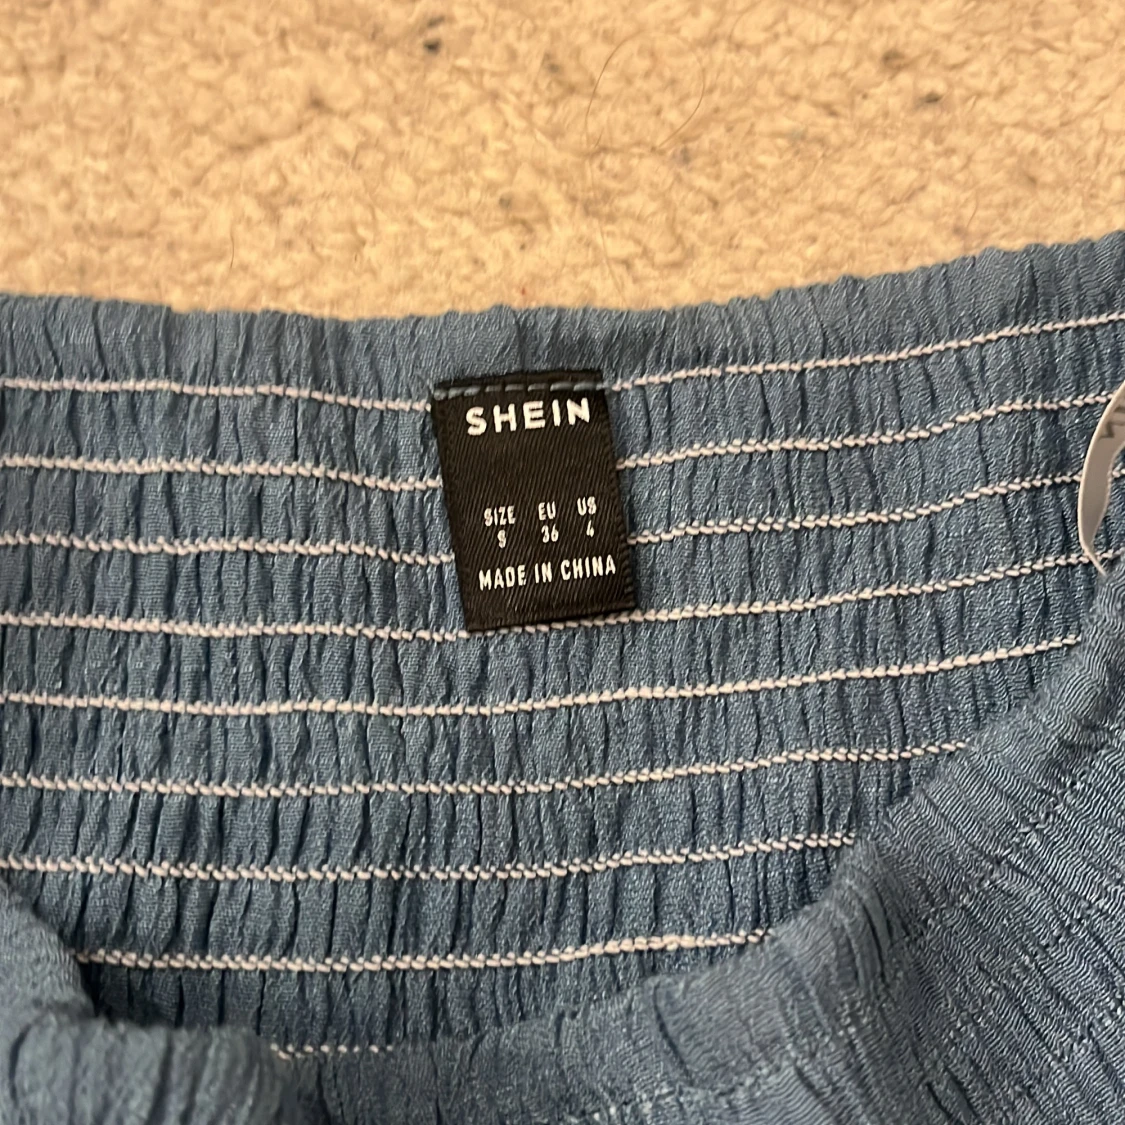 SHEIN
SIZE EU US
S 36 4
MADE IN CHINA